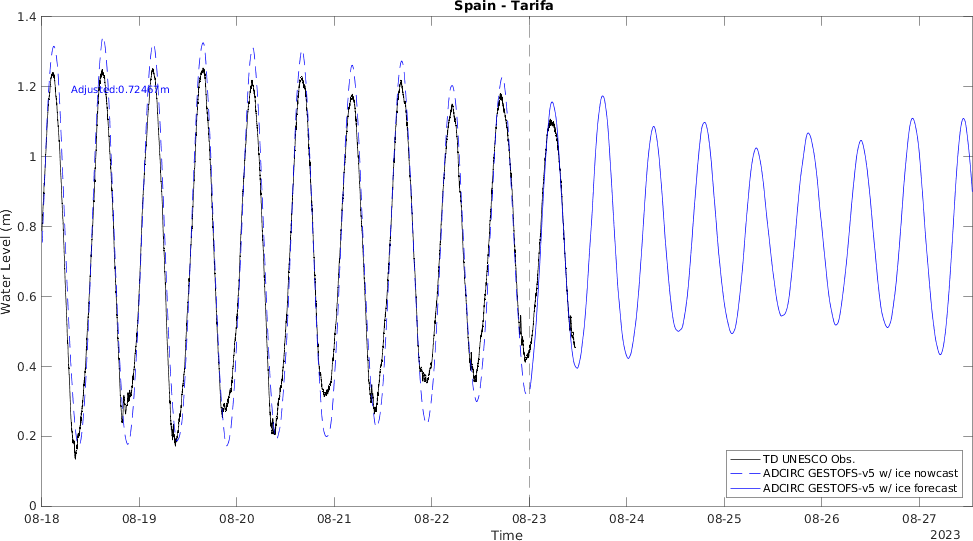 Spain - Tarifa
1.4
1.2
1
0.8
0.6
0.4
0.2
0
Water Level (m)
Adjusted:0.72467m
TD UNESCO Obs.
ADCIRC GESTOFS-v5 w/ ice nowcast
ADCIRC GESTOFS-v5 w/ ice forecast
08-18 08-19 08-20 08-21 08-22 08-23 08-24 08-25 08-26 08-27
Time
2023